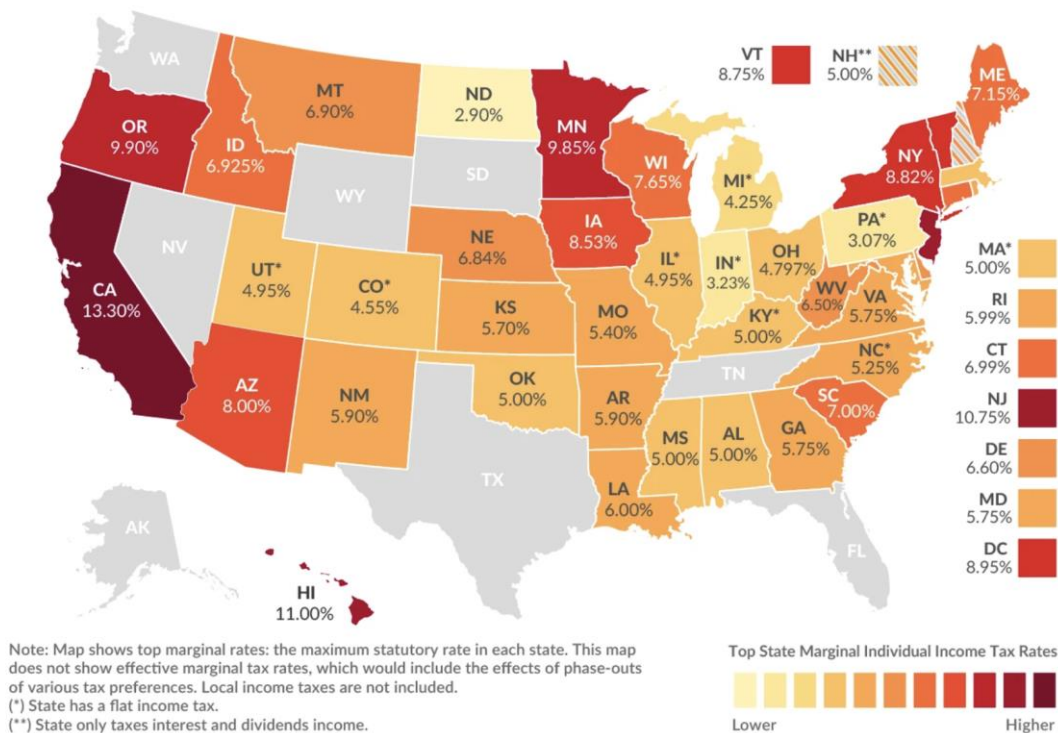 WA
VT
8.75%
NH**
5.00%
ME
7.15%
MT
6.90%
ND
2.90%
OR
9.90%
ID
6.925%
MN
9.85%
WI
7.65%
NY
8.82%
SD
WY
MI*
4.25%
IA
8.53%
PA*
3.07%
NE
6.84%
NV
UT*
4.95%
CO*
4.55%
IL*
4.95%
IN*
3.23%
OH
4.797%
MA*
5.00%
CA
13.30%
KS
5.70%
MO
5.40%
WV
6.50%
VA
5.75%
KY*
5.00%
RI
5.99%
NC*
5.25%
CT
6.99%
TN
AZ
8.00%
NM
5.90%
OK
5.00%
AR
5.90%
SC
7.00%
NJ
10.75%
MS
5.00%
AL
5.00%
GA
5.75%
DE
6.60%
TX
LA
6.00%
MD
5.75%
AK
FL
DC
8.95%
HI
11.00%
Note: Map shows top marginal rates: the maximum statutory rate in each state. This map
does not show effective marginal tax rates, which would include the effects of phase-outs
of various tax preferences. Local income taxes are not included.
(*) State has a flat income tax.
(**) State only taxes interest and dividends income.
Top State Marginal Individual Income Tax Rates
Lower
Higher